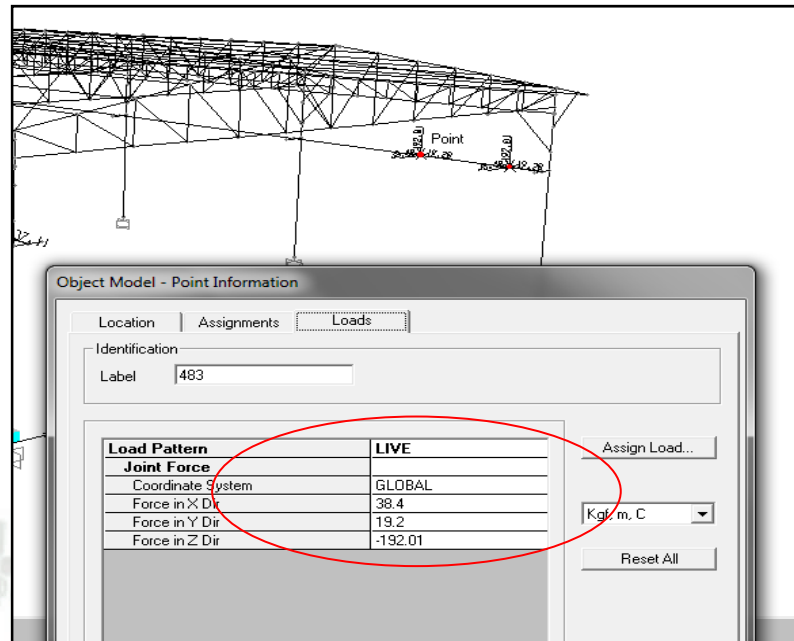 Point
Object Model - Point Information
Location Assignments Loads
Identification
Label 483
Load Pattern LIVE
Joint Force
Coordinate System GLOBAL
Force in X Dir 38.4
Force in Y Dir 19.2
Force in Z Dir -192.01
Assign Load...
Kgf, m, C
Reset All